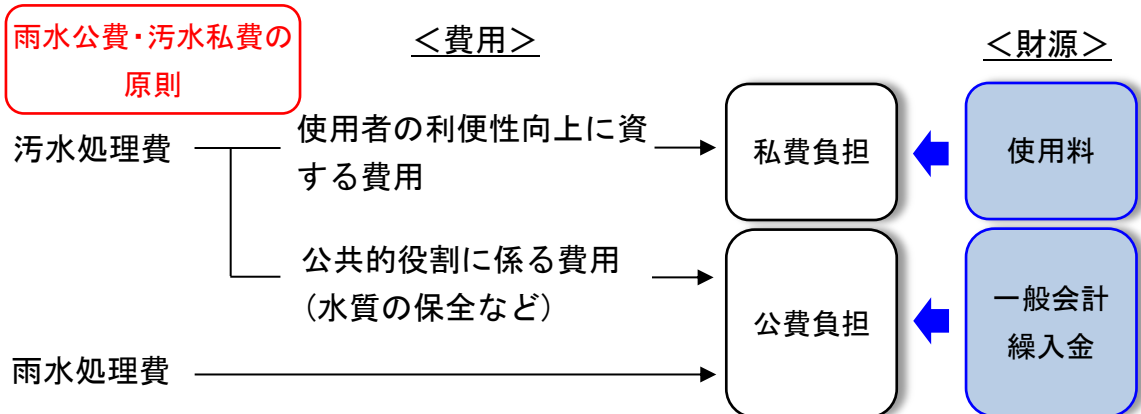 雨水公費・汚水私費の
原則
＜費用＞
＜財源＞
汚水処理費
使用者の利便性向上に資
する費用
私費負担
使用料
公共的役割に係る費用
（水質の保全など）
公費負担
一般会計
繰入金
雨水処理費